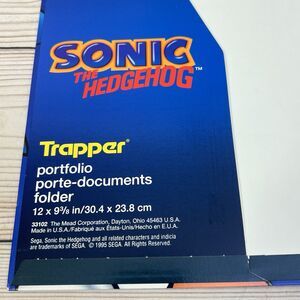 SONIC
THE
HEDGEHOG™
Trapper®
portfolio
porte-documents
folder
12 x 9⅜ in/30.4 x 23.8 cm
33102 The Mead Corporation, Dayton, Ohio 45463 U.S.A.
Made in U.S.A./Fabriqué aux États-Unis/Hecho en E.U.A.
Sega, Sonic the Hedgehog and all related characters and indicia
are trademarks of SEGA. © 1995 SEGA. All Rights Reserved.